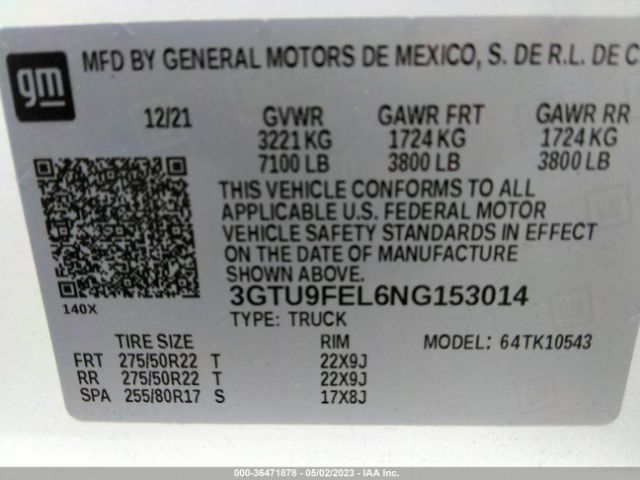 gm
MFD BY GENERAL MOTORS DE MEXICO, S. DE R.L. DE C
12/21 GVWR GAWR FRT GAWR RR
3221 KG 1724 KG 1724 KG
7100 LB 3800 LB 3800 LB
THIS VEHICLE CONFORMS TO ALL
APPLICABLE U.S. FEDERAL MOTOR
VEHICLE SAFETY STANDARDS IN EFFECT
ON THE DATE OF MANUFACTURE
SHOWN ABOVE.
3GTU9FEL6NG153014
140X TYPE: TRUCK
TIRE SIZE RIM MODEL: 64TK10543
FRT 275/50R22 T 22X9J
RR 275/50R22 T 22X9J
SPA 255/80R17 S 17X8J
000-36471878 - 05/02/2023 - IAAI.COM